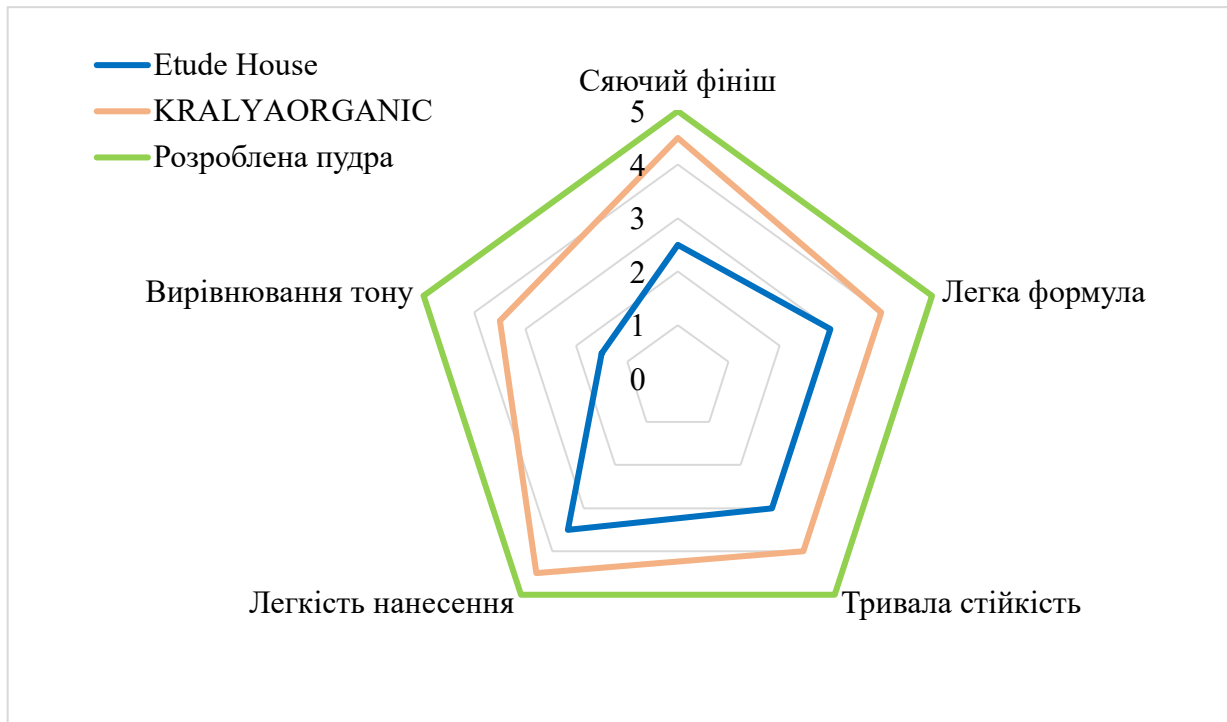 Etude House
KRALYAORGANIC
Розроблена пудра
Сяючий фініш
5
4
3
2
1
0
Вирівнювання тону
Легка формула
Легкість нанесення
Тривала стійкість